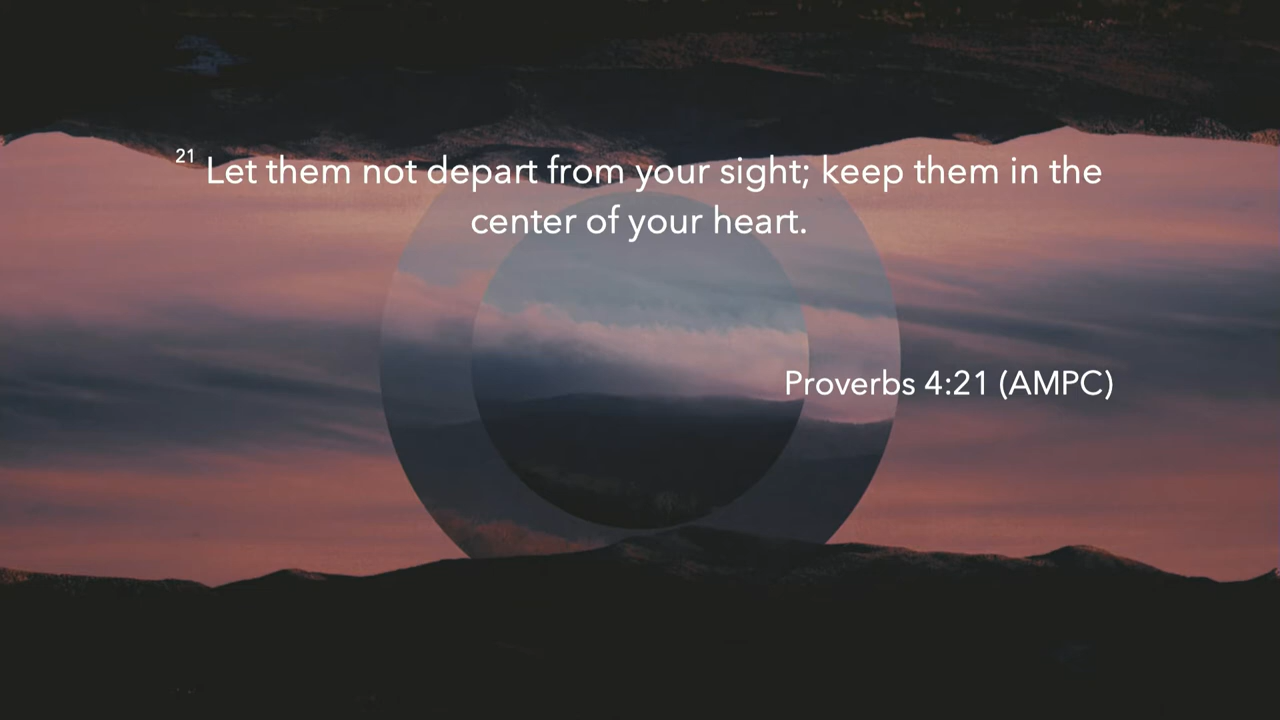 21 Let them not depart from your sight; keep them in the
center of your heart.
Proverbs 4:21 (AMPC)